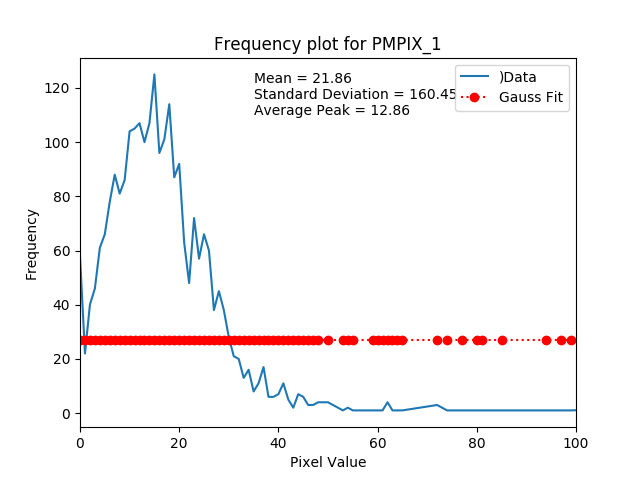 Frequency plot for PMPIX_1
Mean = 21.86
Standard Deviation = 160.45
Average Peak = 12.86
)Data
Gauss Fit
Frequency
120
100
80
60
40
20
0
0 20 40 60 80 100
Pixel Value